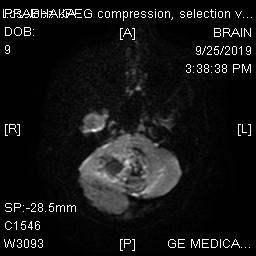 JPEG compression, selection v...
[A]
DOB:
BRAIN
9
9/25/2019
3:38:38 PM
[R]
[L]
SP:-28.5mm
C1546
W3093
[P]
GE MEDICA...